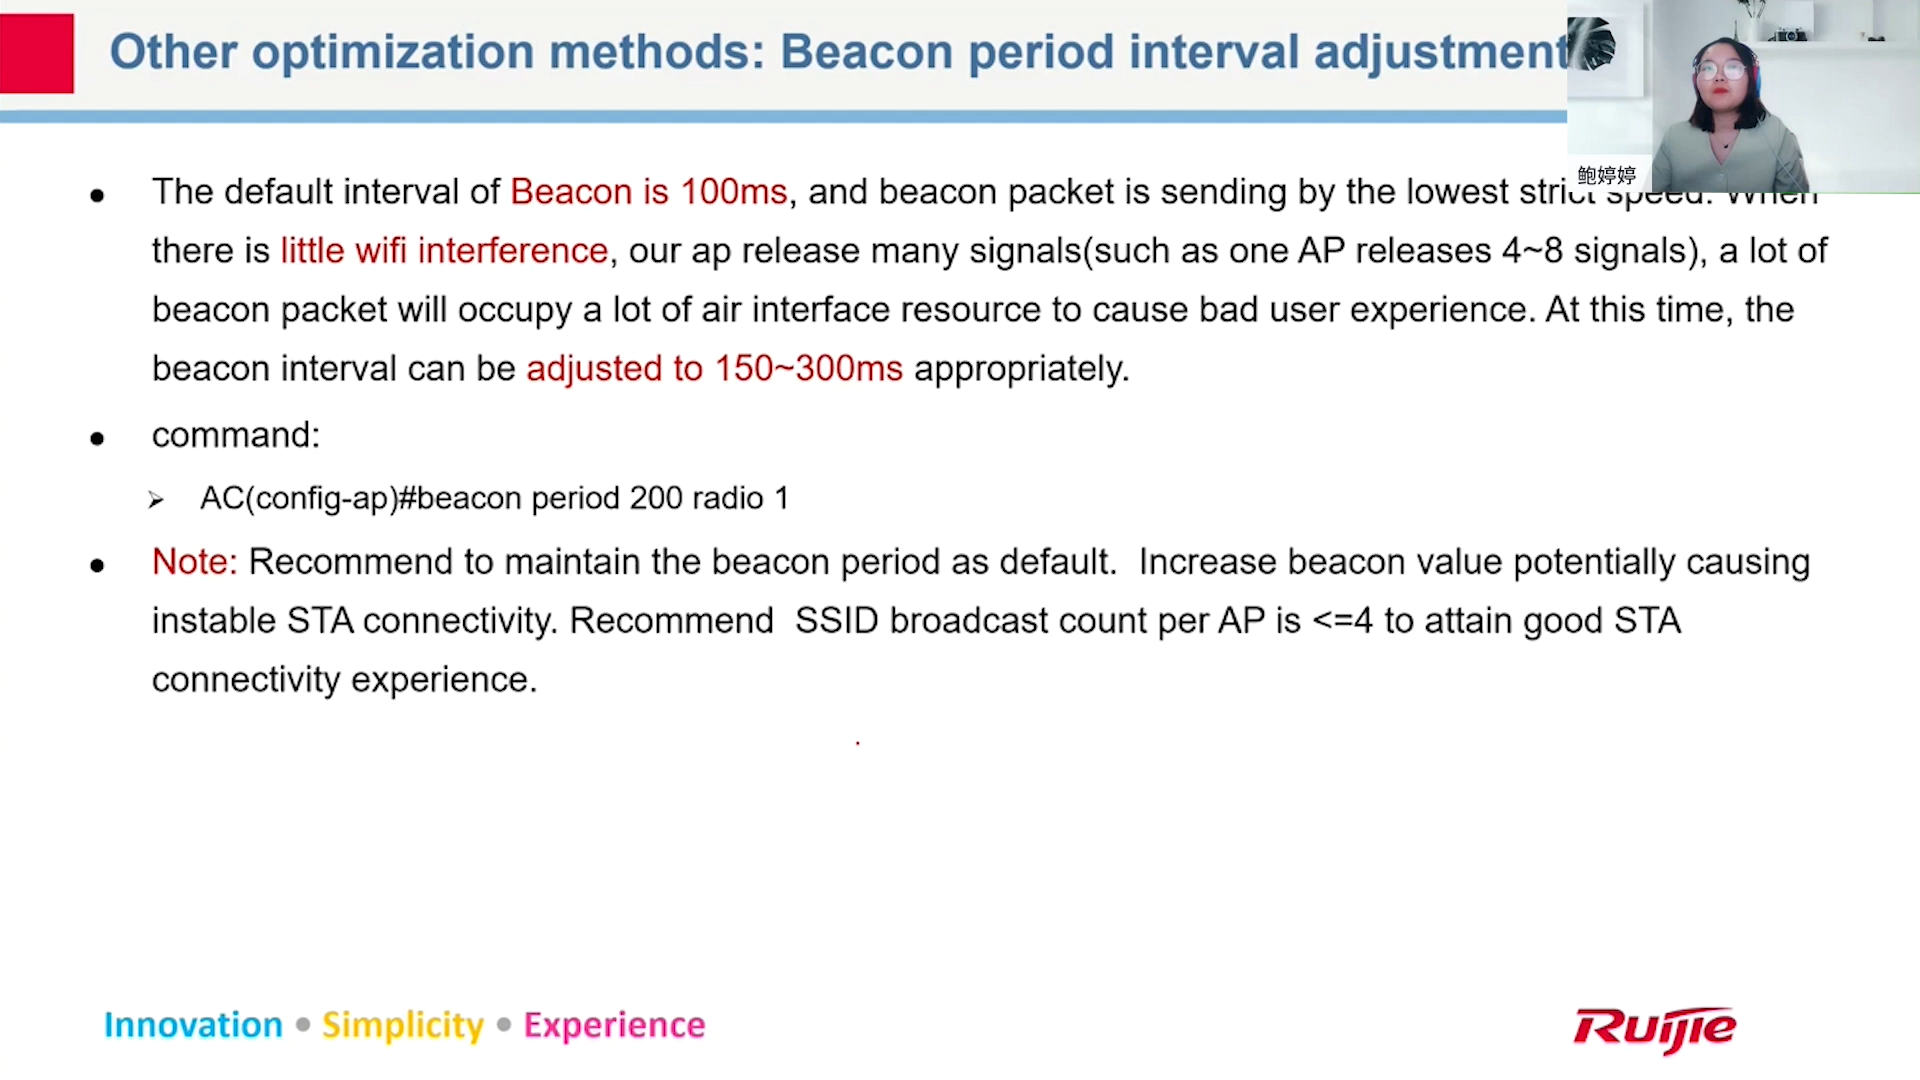 Other optimization methods: Beacon period interval adjustment
鲍婷婷
● The default interval of Beacon is 100ms, and beacon packet is sending by the lowest strict speed. When
there is little wifi interference, our ap release many signals(such as one AP releases 4~8 signals), a lot of
beacon packet will occupy a lot of air interface resource to cause bad user experience. At this time, the
beacon interval can be adjusted to 150~300ms appropriately.
● command:
➢ AC(config-ap)#beacon period 200 radio 1
● Note: Recommend to maintain the beacon period as default. Increase beacon value potentially causing
instable STA connectivity. Recommend SSID broadcast count per AP is <=4 to attain good STA
connectivity experience.
Innovation ● Simplicity ● Experience
Ruijie